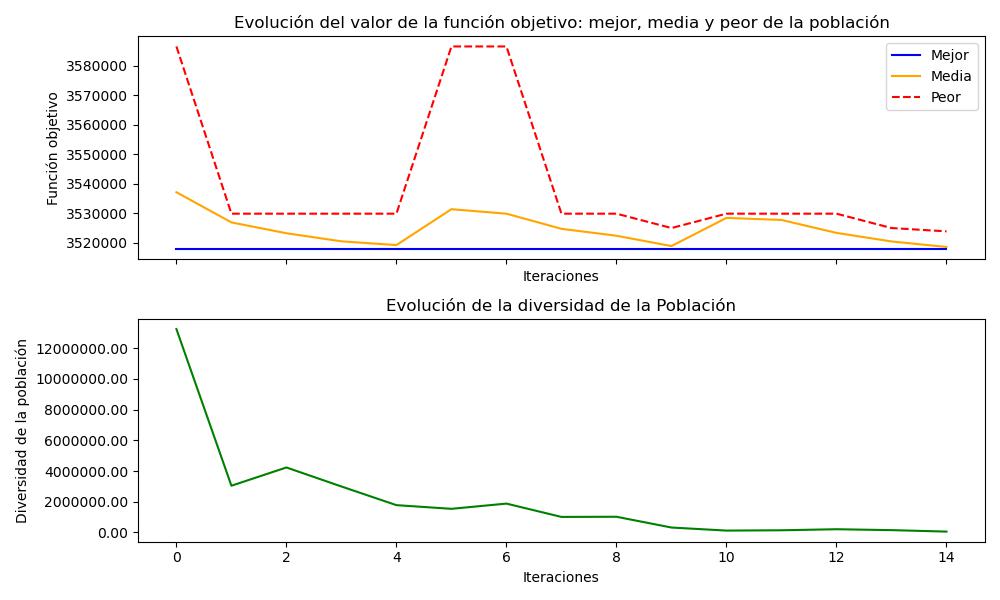 Evolución del valor de la función objetivo: mejor, media y peor de la población
Función objetivo
3580000
3570000
3560000
3550000
3540000
3530000
3520000
Mejor
Media
Peor
Iteraciones
Evolución de la diversidad de la Población
Diversidad de la población
12000000.00
10000000.00
8000000.00
6000000.00
4000000.00
2000000.00
0.00
0 2 4 6 8 10 12 14
Iteraciones